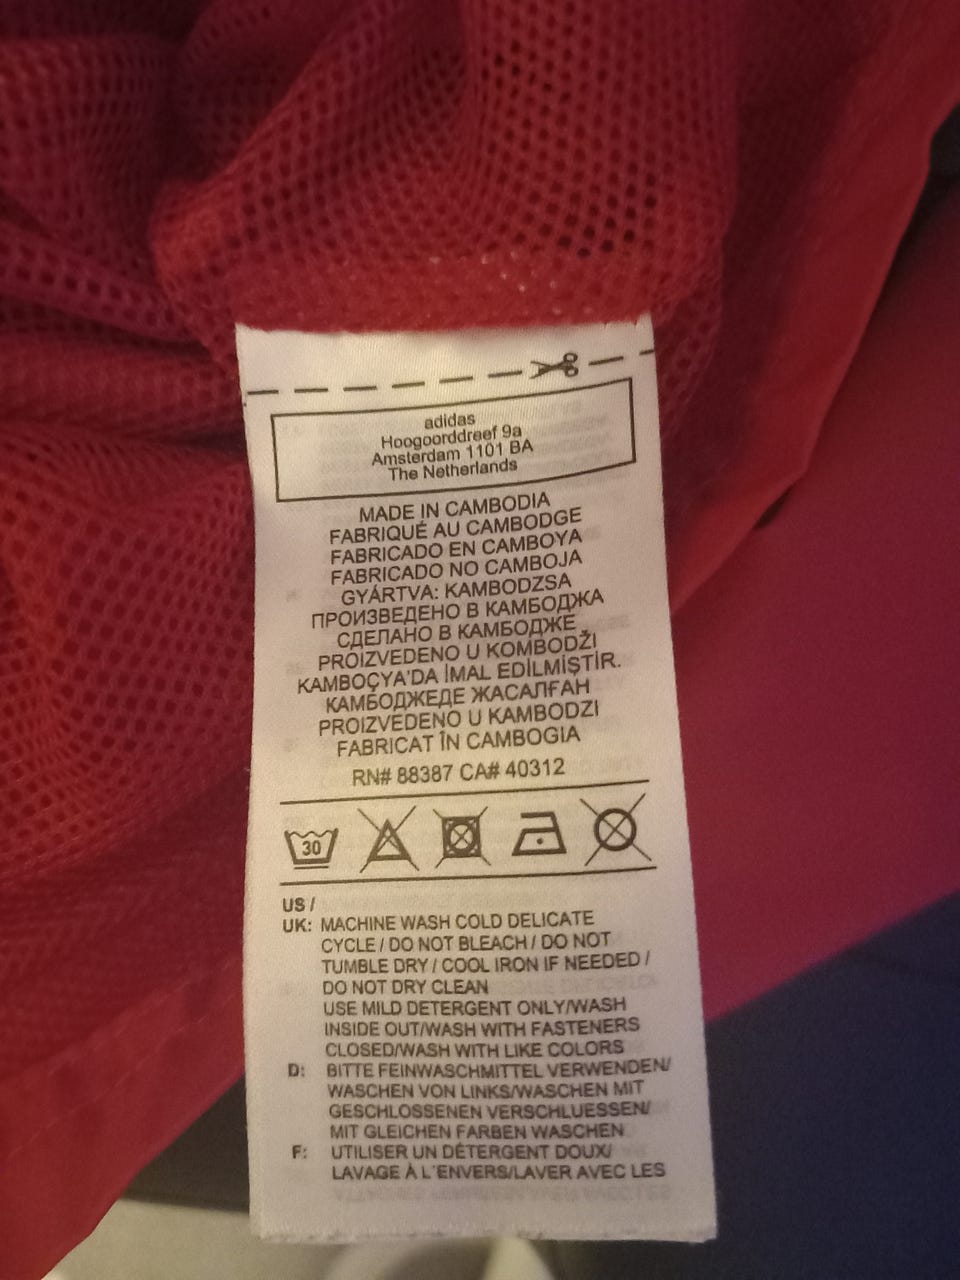 adidas
Hoogoorddreef 9a
Amsterdam 1101 BA
The Netherlands
MADE IN CAMBODIA
FABRIQUÉ AU CAMBODGE
FABRICADO EN CAMBOYA
FABRICADO NO CAMBOJA
GYÁRTVA: KAMBODZSA
ПРОИЗВЕДЕНО В КАМБОДЖА
СДЕЛАНО В КАМБОДЖЕ
PROIZVEDENO U KOMBODŽI
KAMBOÇYA'DA İMAL EDİLMİŞTİR.
КАМБОДЖЕДЕ ЖАСАЛҒАН
PROIZVEDENO U KAMBODZI
FABRICAT ÎN CAMBOGIA
RN# 88387 CA# 40312
30
US /
UK: MACHINE WASH COLD DELICATE
CYCLE / DO NOT BLEACH / DO NOT
TUMBLE DRY / COOL IRON IF NEEDED /
DO NOT DRY CLEAN
USE MILD DETERGENT ONLY/WASH
INSIDE OUT/WASH WITH FASTENERS
CLOSED/WASH WITH LIKE COLORS
D: BITTE FEINWASCHMITTEL VERWENDEN/
WASCHEN VON LINKS/WASCHEN MIT
GESCHLOSSENEN VERSCHLUESSEN/
MIT GLEICHEN FARBEN WASCHEN
F: UTILISER UN DÉTERGENT DOUX/
LAVAGE À L'ENVERS/LAVER AVEC LES